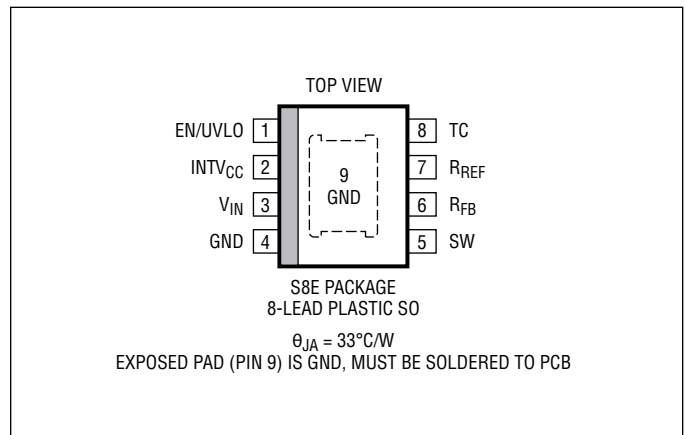 TOP VIEW
EN/UVLO 1
INTVCC 2
VIN 3
GND 4
9
GND
8 TC
7 RREF
6 RFB
5 SW
S8E PACKAGE
8-LEAD PLASTIC SO
θJA = 33°C/W
EXPOSED PAD (PIN 9) IS GND, MUST BE SOLDERED TO PCB